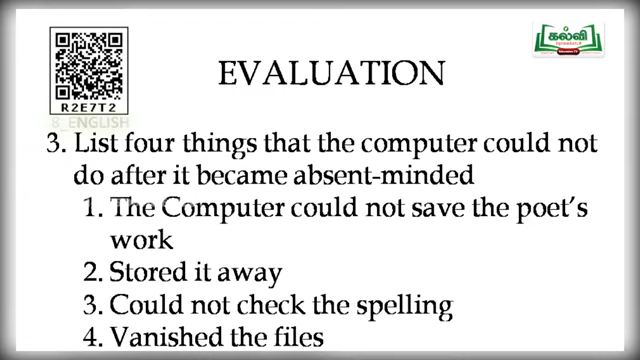 கல்வி
EVALUATION
R2E7T2
8_ENGLISH
3. List four things that the computer could not
do after it became absent-minded
1. The Computer could not save the poet's
work
2. Stored it away
3. Could not check the spelling
4. Vanished the files